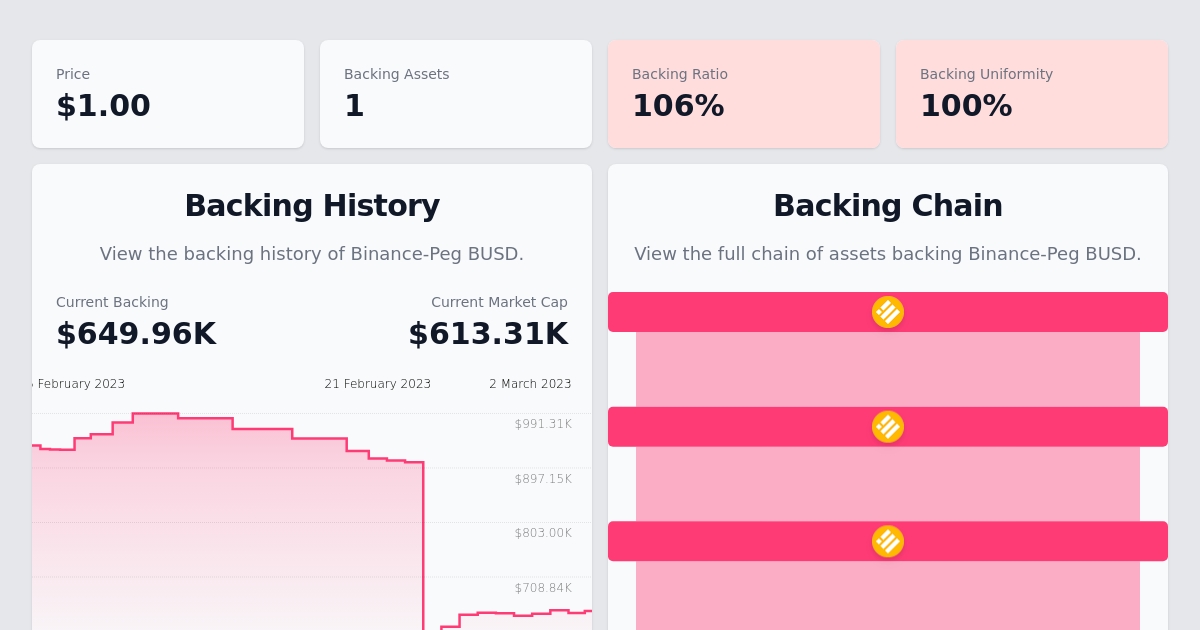 Price
$1.00
Backing Assets
1
Backing Ratio
106%
Backing Uniformity
100%
Backing History
View the backing history of Binance-Peg BUSD.
Current Backing
$649.96K
Current Market Cap
$613.31K
February 2023
21 February 2023
2 March 2023
$991.31K
$897.15K
$803.00K
$708.84K
Backing Chain
View the full chain of assets backing Binance-Peg BUSD.